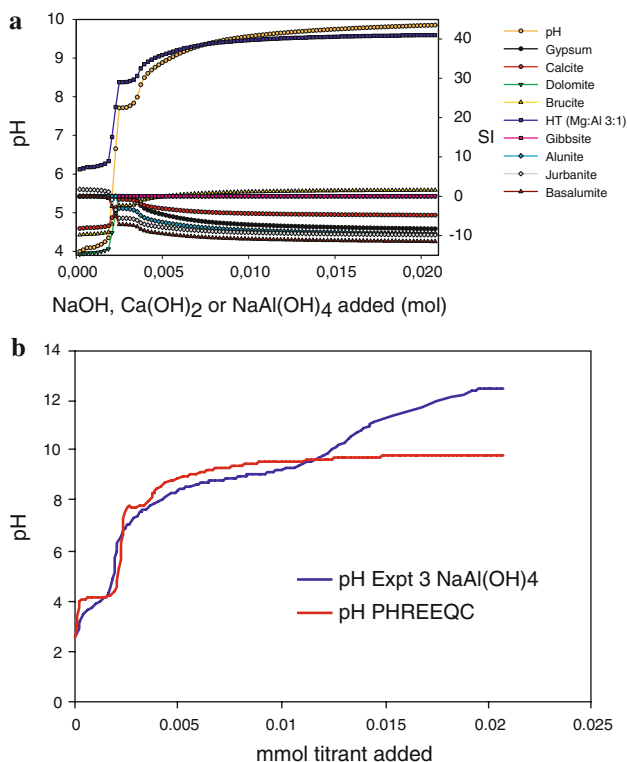 a
10
9
8
7
6
5
4
pH
40
30
20
10
0
-10
SI
0,000
0,005
0,010
0,015
0,020
NaOH, Ca(OH)2 or NaAl(OH)4 added (mol)
pH
Gypsum
Calcite
Dolomite
Brucite
HT (Mg:Al 3:1)
Gibbsite
Alunite
Jurbanite
Basalumite
b
14
12
10
8
6
4
2
0
pH
pH Expt 3 NaAl(OH)4
pH PHREEQC
0
0.005
0.01
0.015
0.02
0.025
mmol titrant added